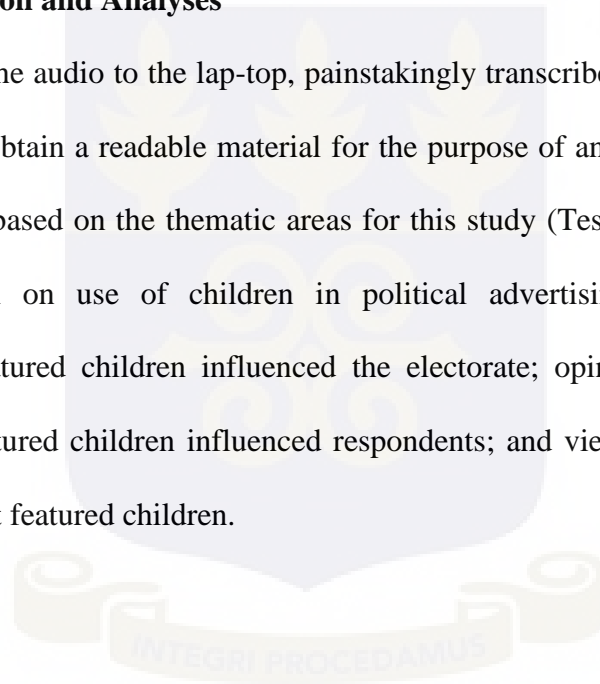 on and Analyses
ne audio to the lap-top, painstakingly transcribe
btain a readable material for the purpose of an
based on the thematic areas for this study (Tes
on use of children in political advertisi
tured children influenced the electorate; opin
tured children influenced respondents; and vie
t featured children.
INTEGRI PROCEDAMUS